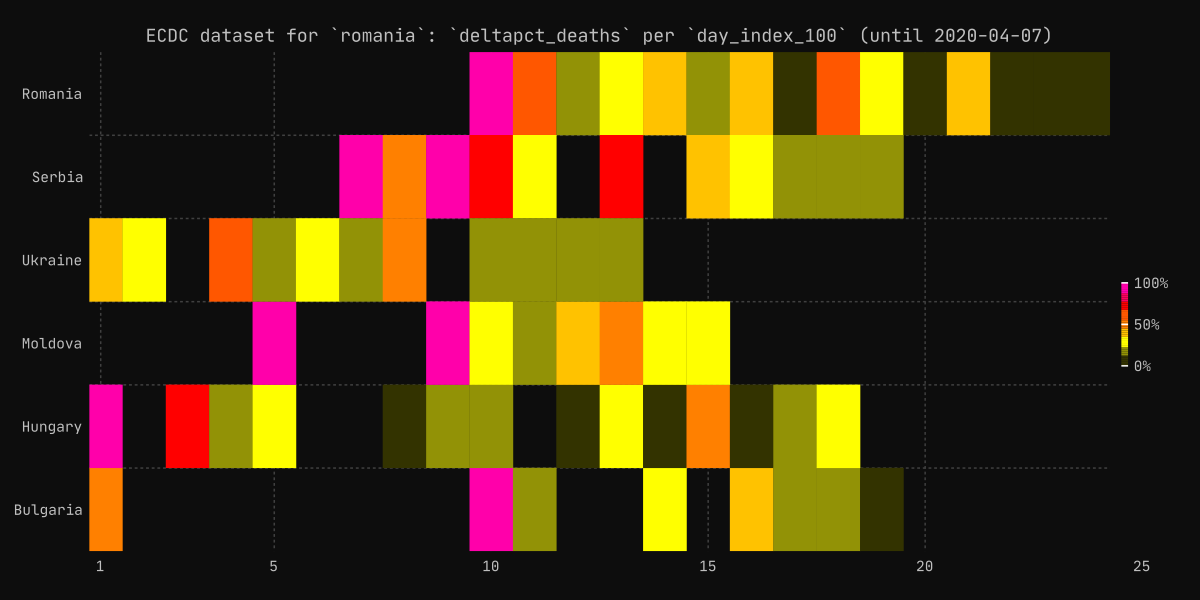 ECDC dataset for `romania`: `deltapct_deaths` per `day_index_100` (until 2020-04-07)
Romania
Serbia
Ukraine
Moldova
Hungary
Bulgaria
100%
50%
0%
1 5 10 15 20 25